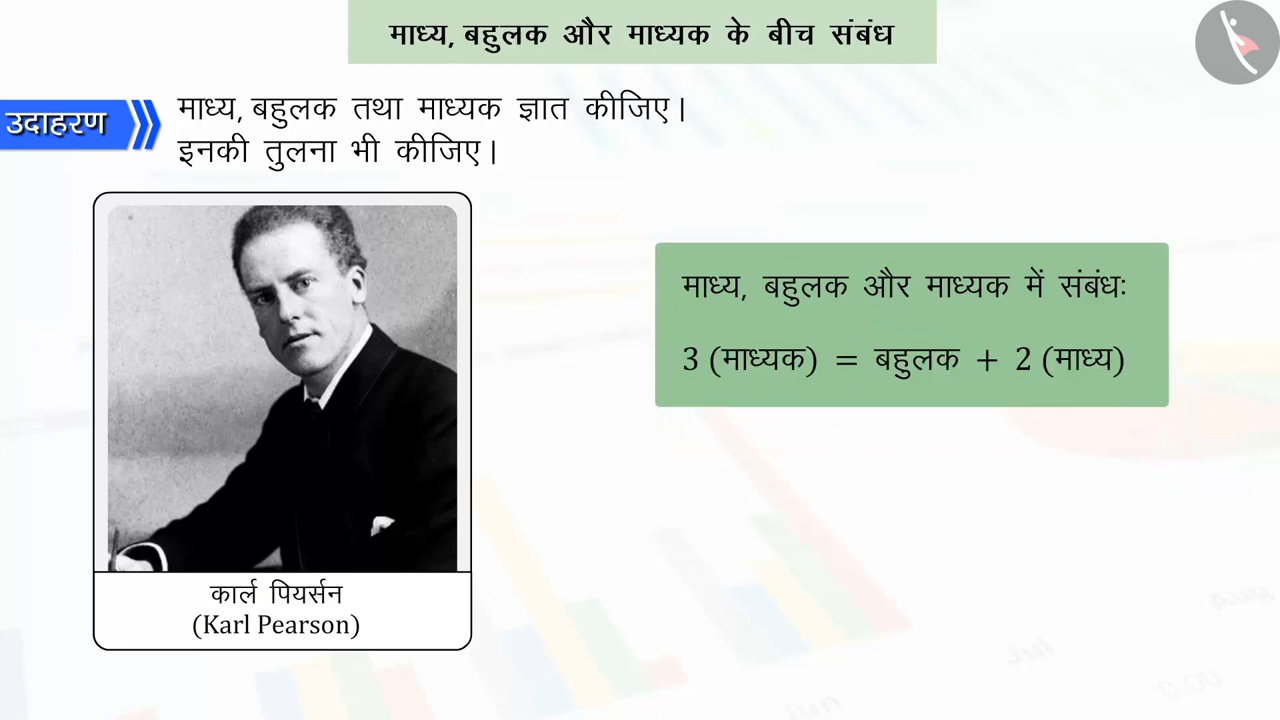 माध्य, बहुलक और माध्यक के बीच संबंध
उदाहरण
माध्य, बहुलक तथा माध्यक ज्ञात कीजिए।
इनकी तुलना भी कीजिए।
माध्य, बहुलक और माध्यक में संबंधः
3 (माध्यक) = बहुलक + 2 (माध्य)
कार्ल पियर्सन
(Karl Pearson)